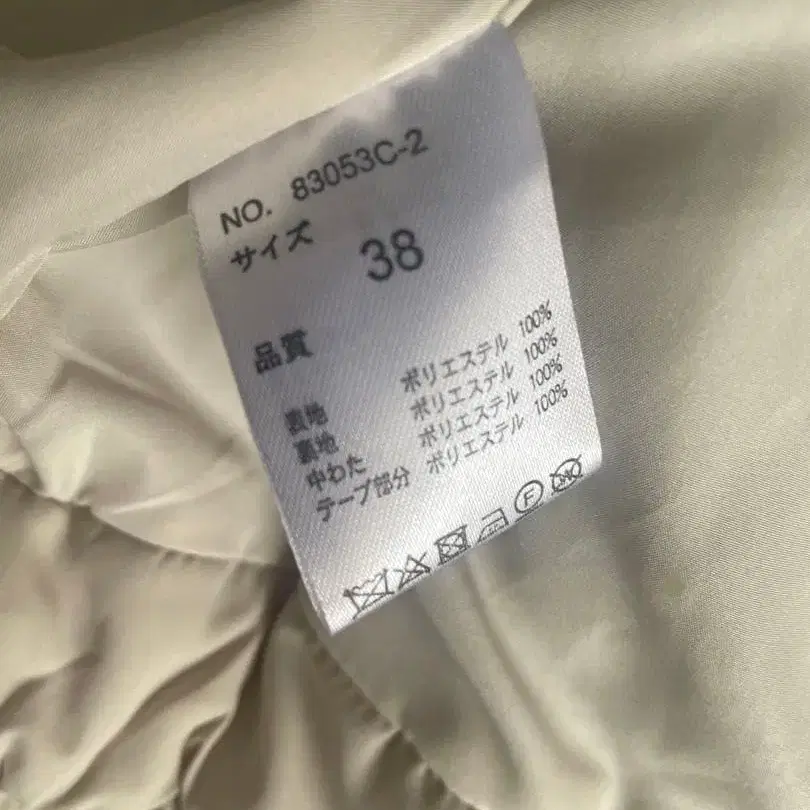 NO. 83053C-2
サイズ 38
品質
表地 ポリエステル 100%
裏地 ポリエステル 100%
中わた ポリエステル 100%
テープ部分 ポリエステル 100%
F W